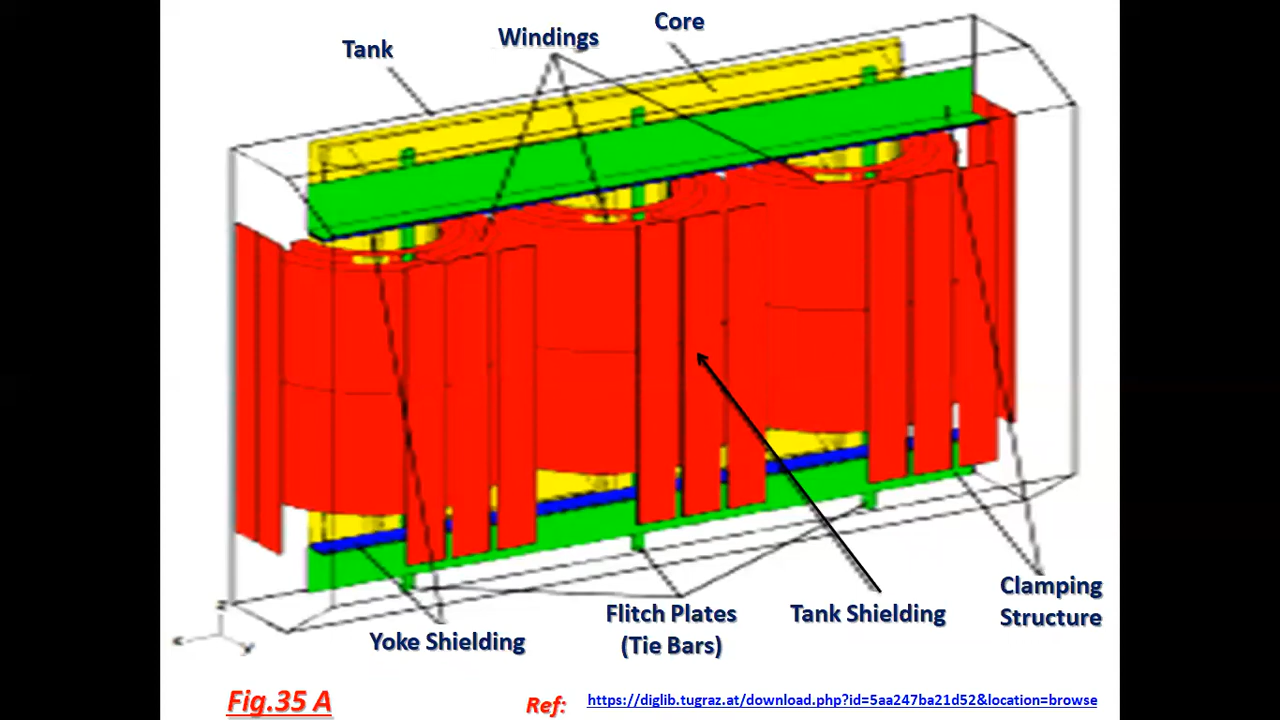 Core
Windings
Tank
Clamping
Structure
Flitch Plates
(Tie Bars)
Tank Shielding
Yoke Shielding
z
x
y
Fig.35 A
Ref:
https://diglib.tugraz.at/download.php?id=5aa247ba21d52&location=browse